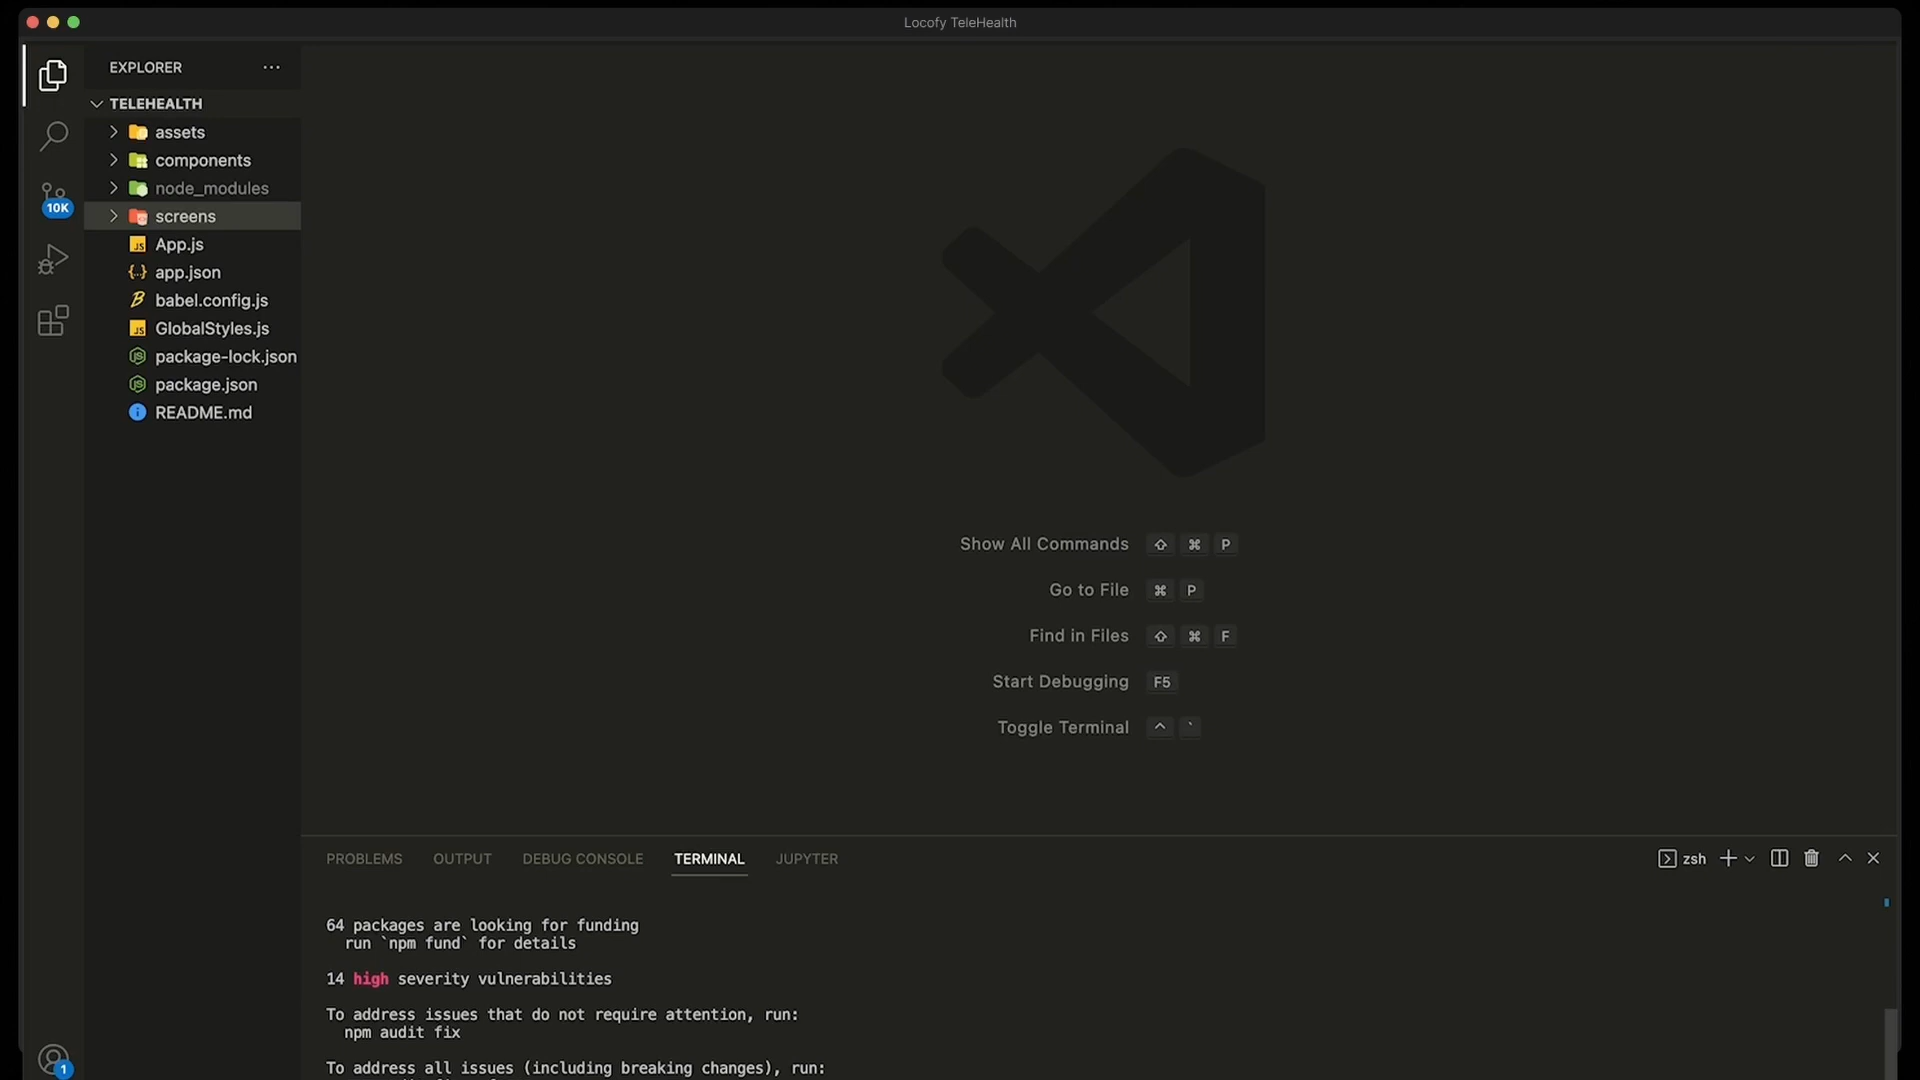 Locofy TeleHealth
EXPLORER
TELEHEALTH
assets
components
node_modules
10K
screens
App.js
app.json
babel.config.js
GlobalStyles.js
package-lock.json
package.json
README.md
Show All Commands ⇧ ⌘ P
Go to File ⌘ P
Find in Files ⇧ ⌘ F
Start Debugging F5
Toggle Terminal ^ `
PROBLEMS OUTPUT DEBUG CONSOLE TERMINAL JUPYTER zsh
64 packages are looking for funding
run `npm fund` for details
14 high severity vulnerabilities
To address issues that do not require attention, run:
npm audit fix
To address all issues (including breaking changes), run:
1